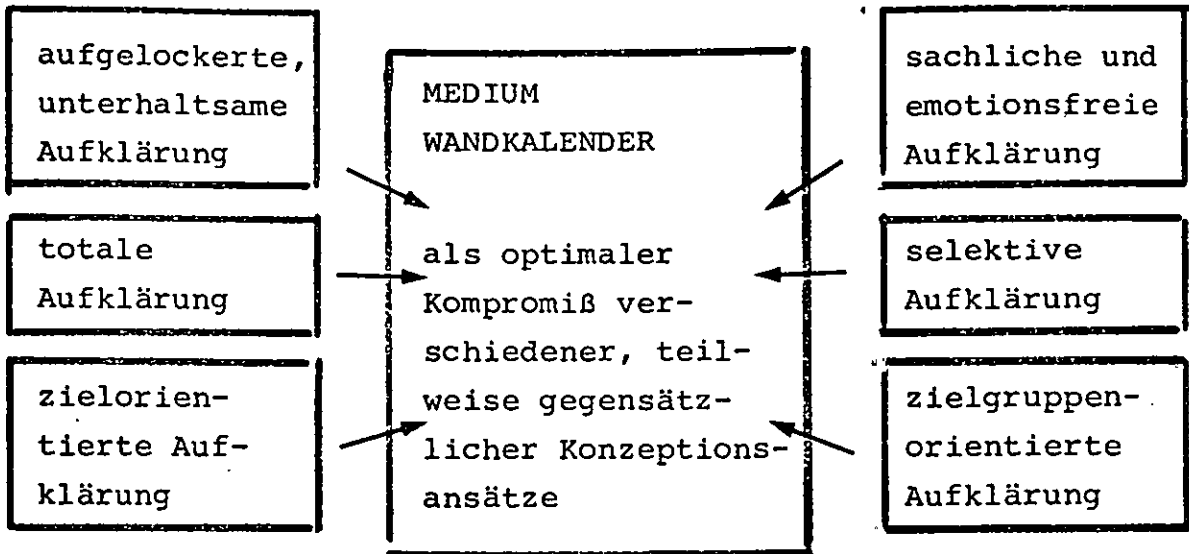 aufgelockerte,
unterhaltsame
Aufklärung
totale
Aufklärung
zielorien-
tierte Auf-
klärung
MEDIUM
WANDKALENDER
als optimaler
Kompromiß ver-
schiedener, teil-
weise gegensätz-
licher Konzeptions-
ansätze
sachliche und
emotionsfreie
Aufklärung
selektive
Aufklärung
zielgruppen-
orientierte
Aufklärung